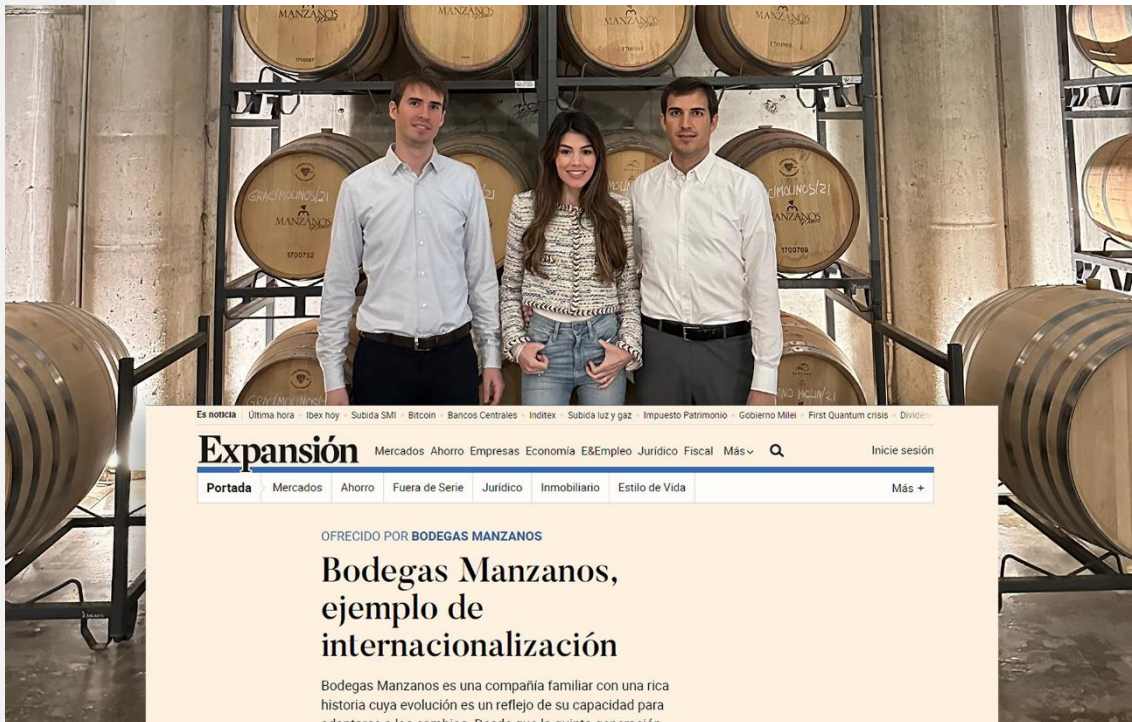 MANZANOS
1700087
MANZANOS
MANZANOS
MANZANOS
GRACI/MOLINOS/21
MANZANOS
1700752
MANZANOS
1700769
Es noticia Última hora Ibex hoy Subida SMI Bitcoin Bancos Centrales Inditex Subida luz y gaz Impuesto Patrimonio Gobierno Milei First Quantum crisis
Expansión Mercados Ahorro Empresas Economía E&Empleo Jurídico Fiscal Más Inicie sesión
Portada Mercados Ahorro Fuera de Serie Jurídico Inmobiliario Estilo de Vida Más +
OFRECIDO POR BODEGAS MANZANOS
Bodegas Manzanos,
ejemplo de
internacionalización
Bodegas Manzanos es una compañía familiar con una rica
historia cuya evolución es un reflejo de su capacidad para